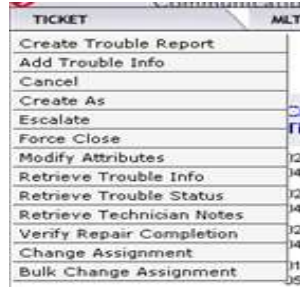 TICKET
MLT
Create Trouble Report
Add Trouble Info
Cancel
Create As
Escalate
Force Close
Modify Attributes
Retrieve Trouble Info
Retrieve Trouble Status
Retrieve Technician Notes
Verify Repair Completion
Change Assignment
Bulk Change Assignment